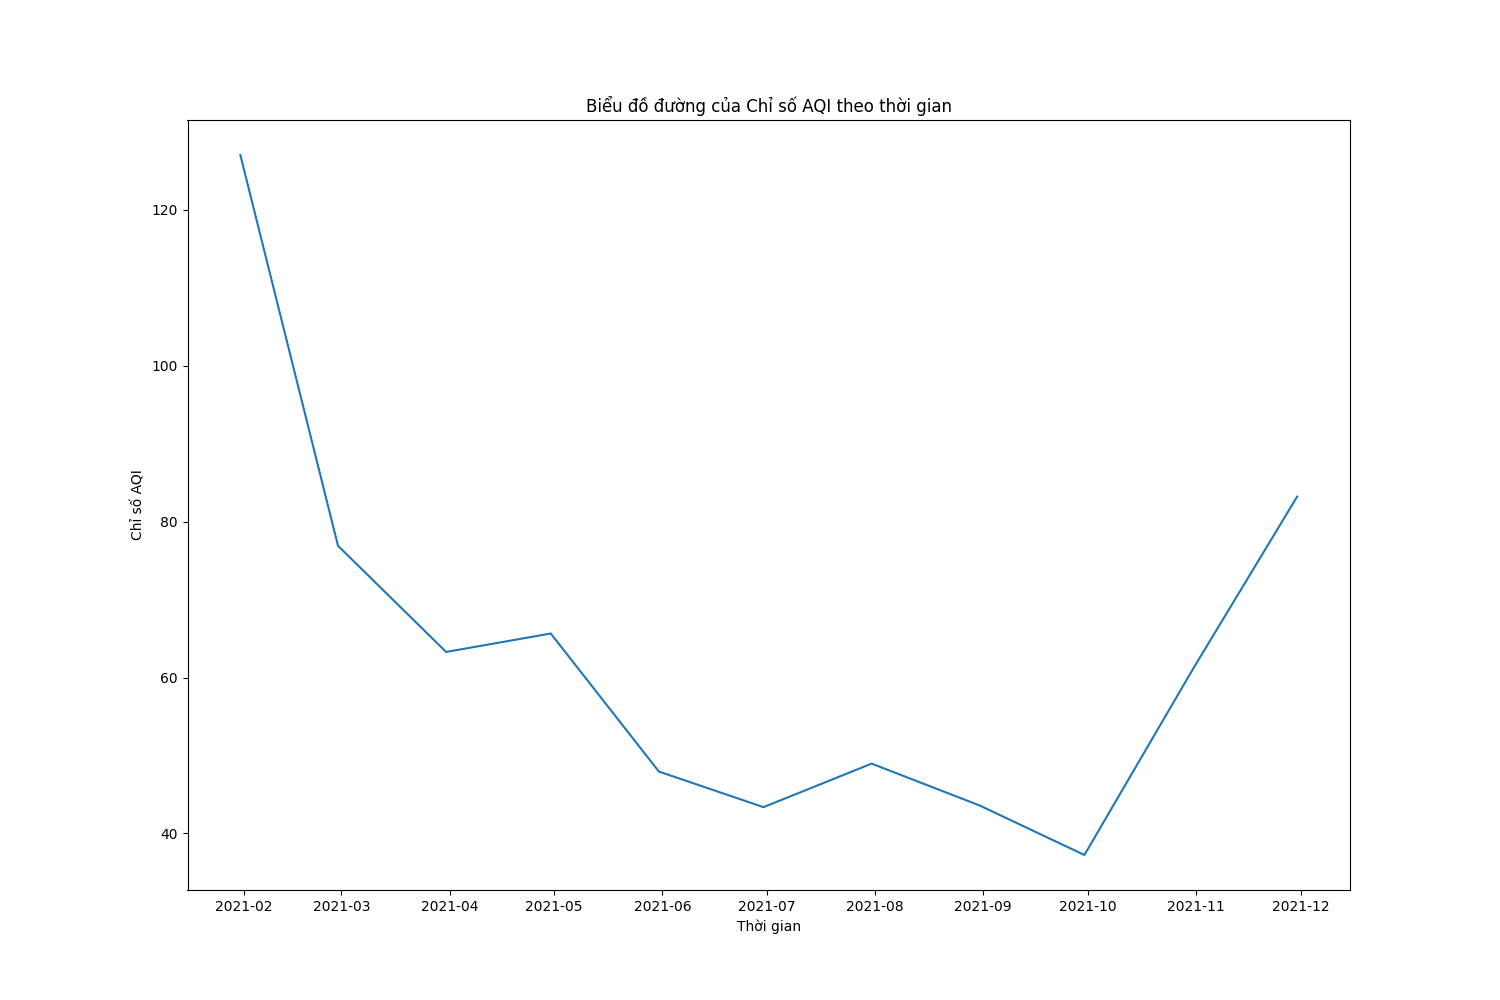 Biểu đồ đường của Chỉ số AQI theo thời gian
Chỉ số AQI
120
100
80
60
40
2021-02 2021-03 2021-04 2021-05 2021-06 2021-07 2021-08 2021-09 2021-10 2021-11 2021-12
Thời gian